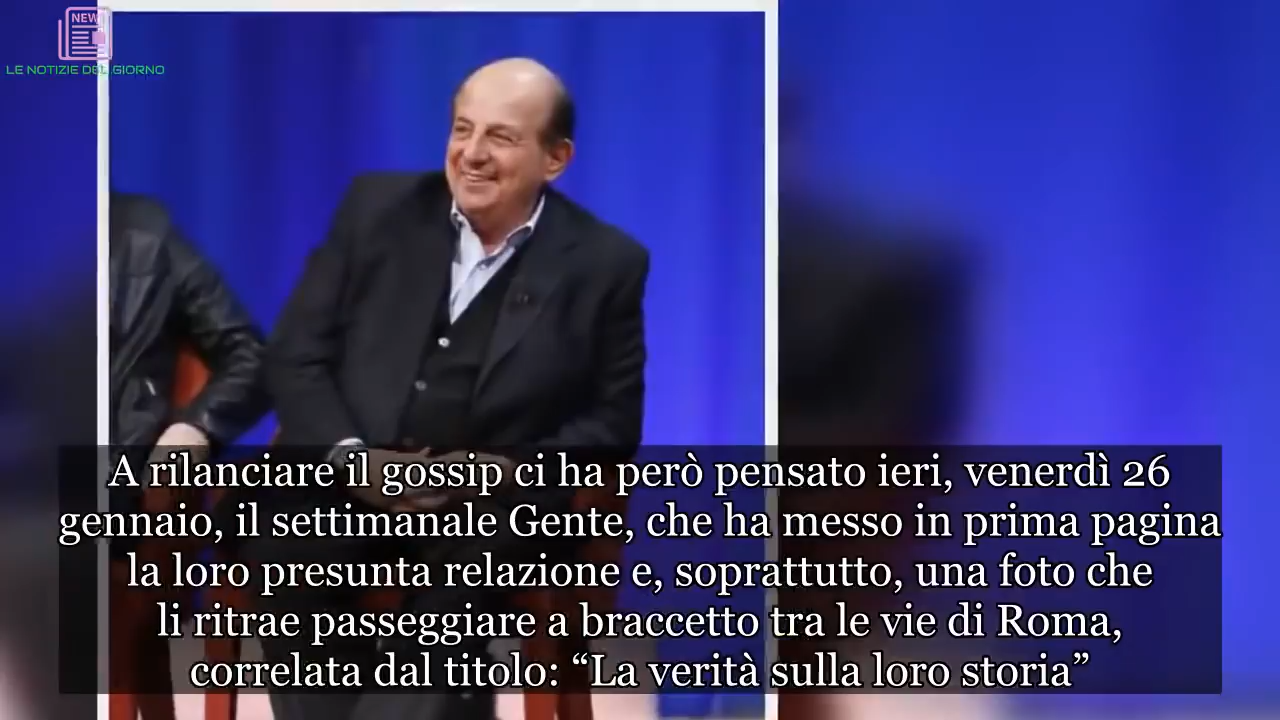 NEW
LE NOTIZIE DEL GIORNO
A rilanciare il gossip ci ha però pensato ieri, venerdì 26
gennaio, il settimanale Gente, che ha messo in prima pagina
la loro presunta relazione e, soprattutto, una foto che
li ritrae passeggiare a braccetto tra le vie di Roma,
correlata dal titolo: “La verità sulla loro storia”